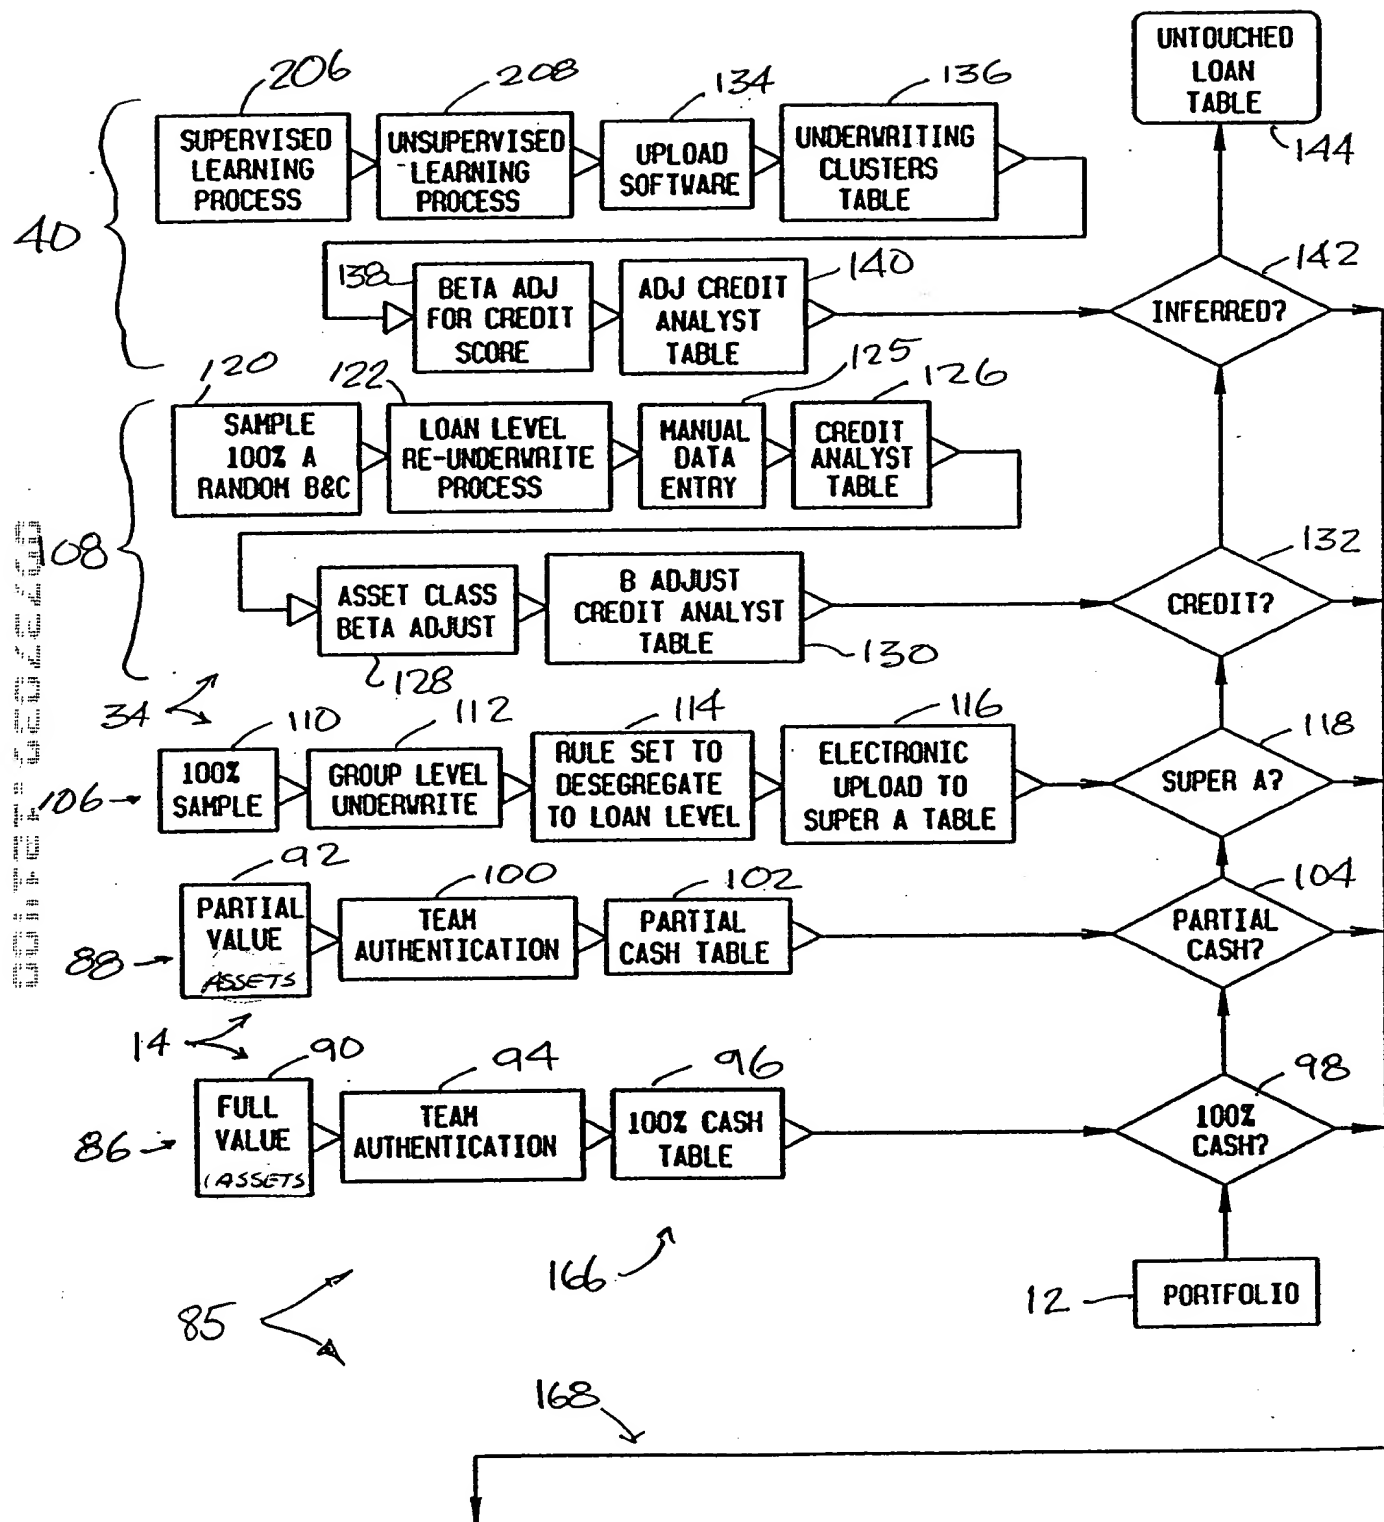 UNTOUCHED
LOAN
TABLE
144
206
208
134
136
SUPERVISED
LEARNING
PROCESS
UNSUPERVISED
LEARNING
PROCESS
UPLOAD
SOFTWARE
UNDERWRITING
CLUSTERS
TABLE
40
138
BETA ADJ
FOR CREDIT
SCORE
140
ADJ CREDIT
ANALYST
TABLE
142
INFERRED?
120
122
125
126
SAMPLE
100% A
RANDOM B&C
LOAN LEVEL
RE-UNDERWRITE
PROCESS
MANUAL
DATA
ENTRY
CREDIT
ANALYST
TABLE
108
ASSET CLASS
BETA ADJUST
128
B ADJUST
CREDIT ANALYST
TABLE
130
132
CREDIT?
34
110
112
114
116
118
106
100%
SAMPLE
GROUP LEVEL
UNDERWRITE
RULE SET TO
DESEGREGATE
TO LOAN LEVEL
ELECTRONIC
UPLOAD TO
SUPER A TABLE
SUPER A?
92
100
102
104
88
PARTIAL
VALUE
ASSETS
TEAM
AUTHENTICATION
PARTIAL
CASH TABLE
PARTIAL
CASH?
14
90
94
96
98
86
FULL
VALUE
ASSETS
TEAM
AUTHENTICATION
100% CASH
TABLE
100%
CASH?
166
12
PORTFOLIO
85
168